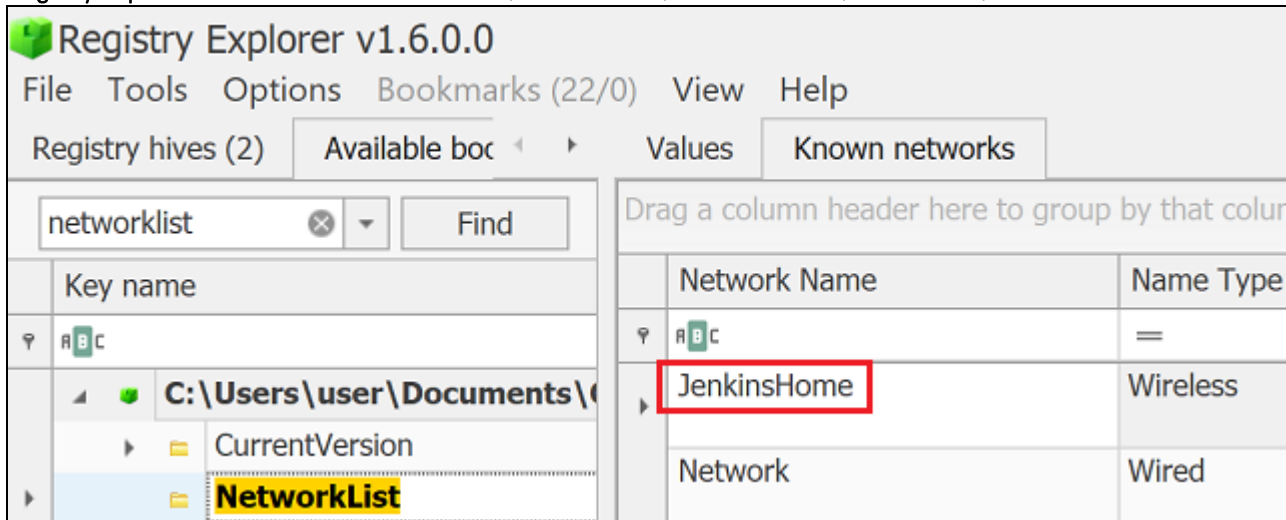 Registry Explorer v1.6.0.0
File Tools Options Bookmarks (22/0) View Help
Registry hives (2) Available boo
Values Known networks
networklist Find
Drag a column header here to group by that colum
Key name
Network Name Name Type
ABC
ABC =
C:\Users\user\Documents\
JenkinsHome Wireless
CurrentVersion
Network Wired
NetworkList